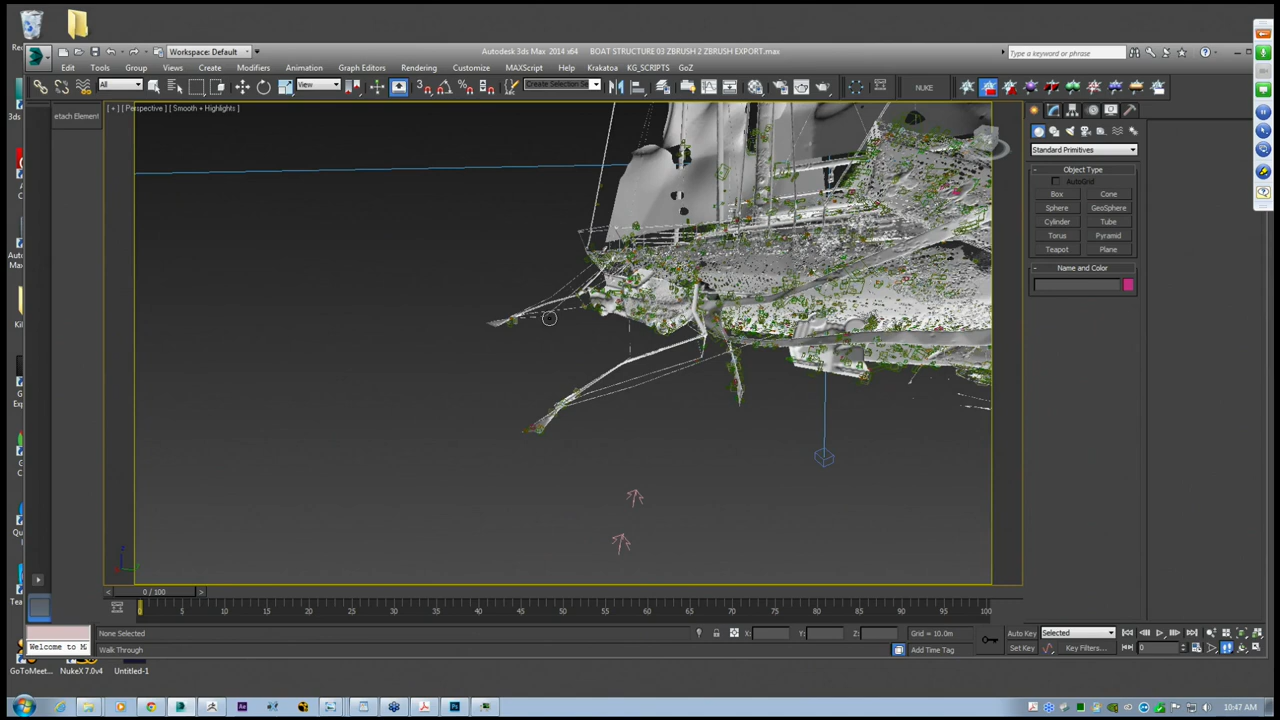 Workspace: Default
Autodesk 3ds Max 2014 x64 BOAT STRUCTURE 03 ZBRUSH 2 ZBRUSH EXPORT.max
Type a keyword or phrase
Edit Tools Group Views Create Modifiers Animation Graph Editors Rendering Customize MAXScript Help Krakatoa KG_SCRIPTS GoZ
All
View
Create Selection Se
NUKE
[ + ] [ Perspective ] [ Smooth + Highlights ]
etach Element
3ds
Standard Primitives
Object Type
AutoGrid
Box Cone
Sphere GeoSphere
Cylinder Tube
Torus Pyramid
Teapot Plane
Name and Color
0 / 100
0 5 10 15 20 25 30 35 40 45 50 55 60 65 70 75 80 85 90 95 100
None Selected
X: Y: Z:
Grid = 10.0m
Auto Key
Selected
Welcome to M
Walk Through
Add Time Tag
Set Key
Key Filters...
0
GoToMeet... NukeX 7.0v4 Untitled-1
10:47 AM